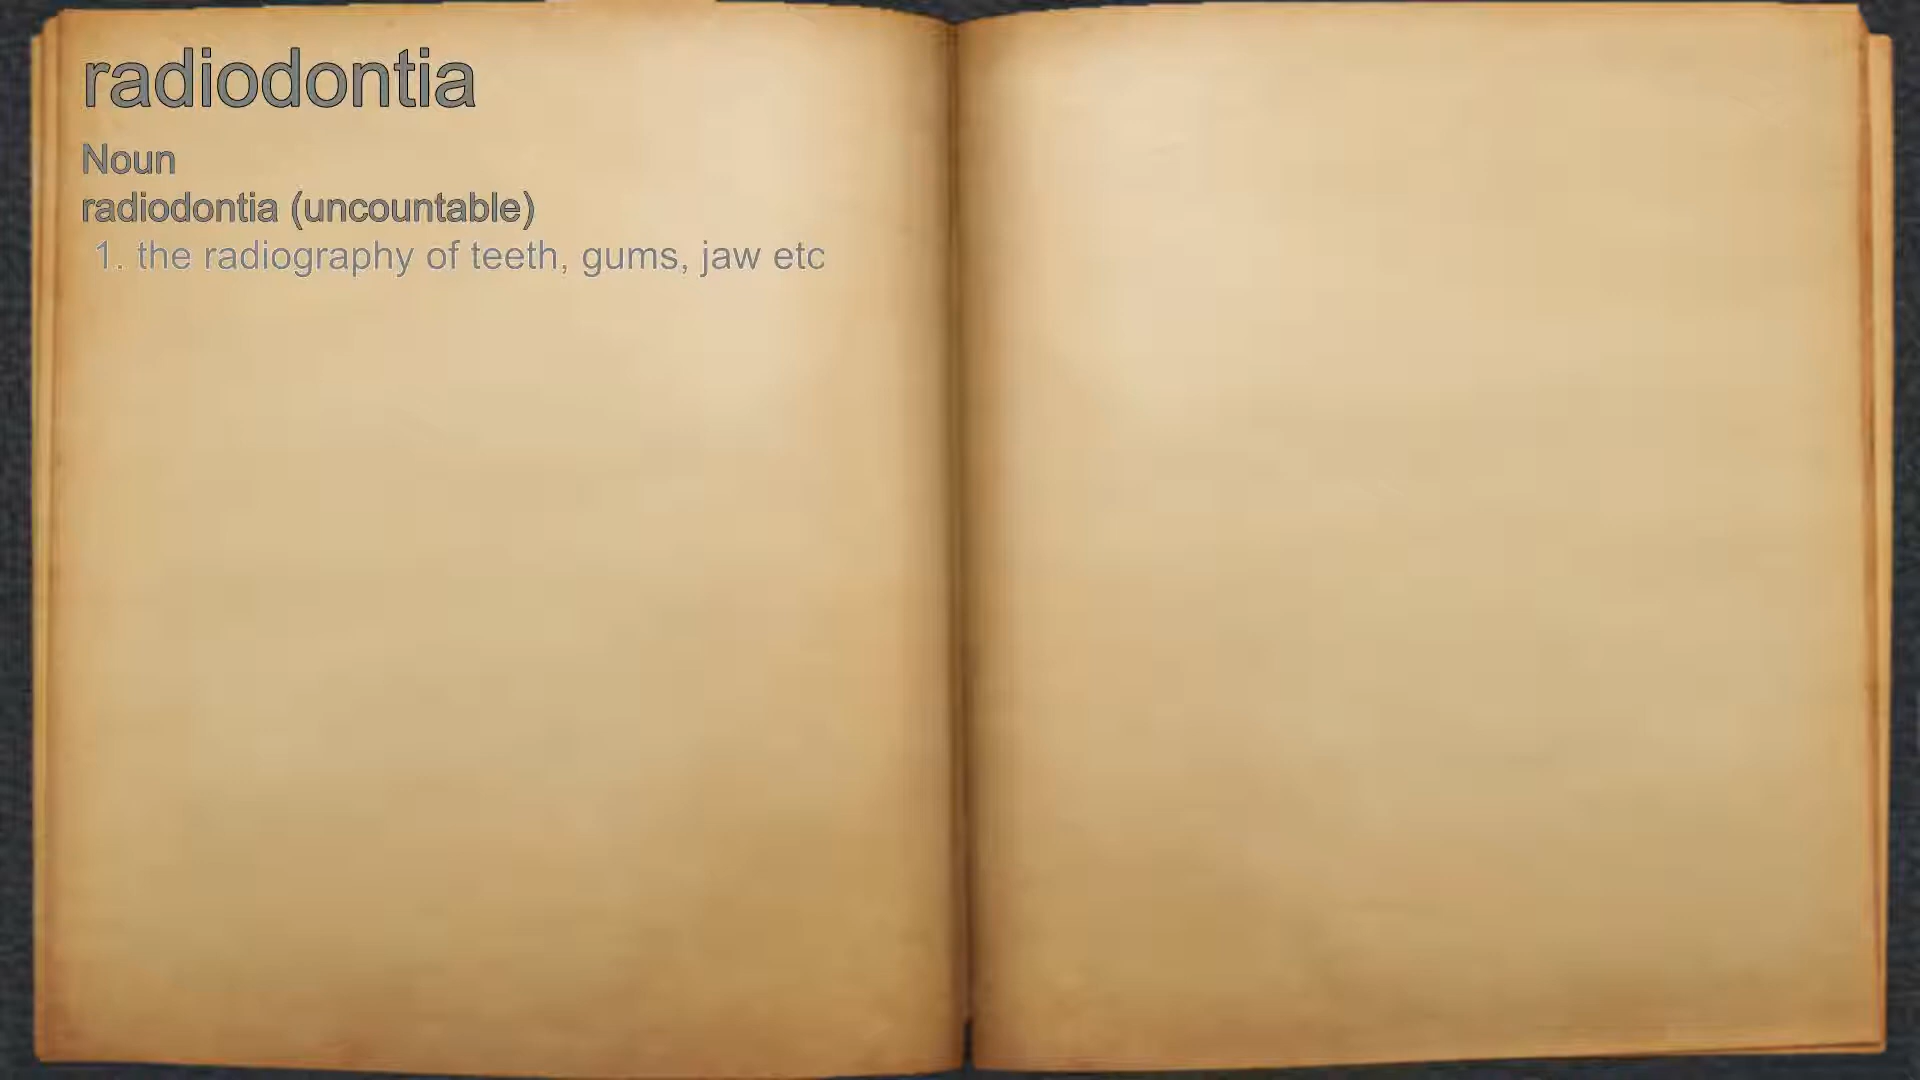 radiodontia
Noun
radiodontia (uncountable)
1. the radiography of teeth, gums, jaw etc